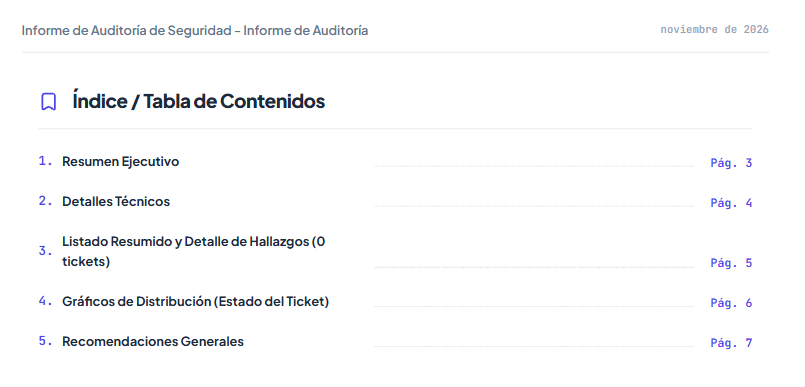 Informe de Auditoría de Seguridad - Informe de Auditoría
noviembre de 2026
Índice / Tabla de Contenidos
1. Resumen Ejecutivo Pág. 3
2. Detalles Técnicos Pág. 4
3. Listado Resumido y Detalle de Hallazgos (0
tickets) Pág. 5
4. Gráficos de Distribución (Estado del Ticket) Pág. 6
5. Recomendaciones Generales Pág. 7